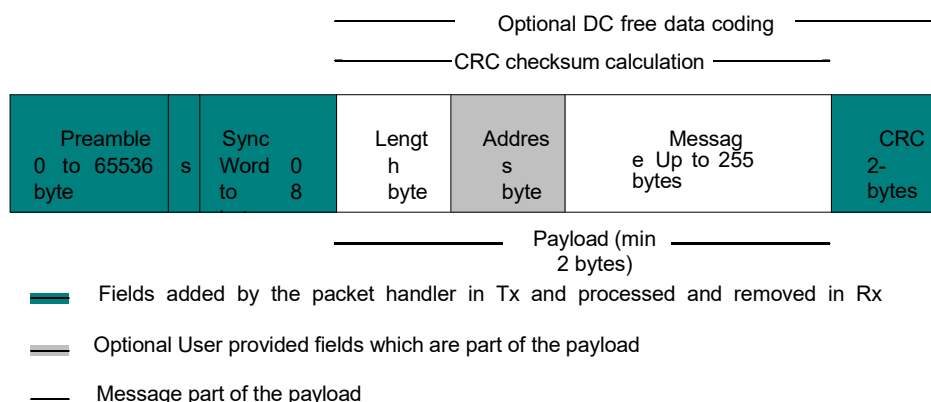 Optional DC free data coding
CRC checksum calculation
Preamble
0 to 65536
byte
s
Sync
Word 0
to 8
Lengt
h
byte
Addres
s
byte
Messag
e Up to 255
bytes
CRC
2-
bytes
Payload (min
2 bytes)
Fields added by the packet handler in Tx and processed and removed in Rx
Optional User provided fields which are part of the payload
Message part of the payload